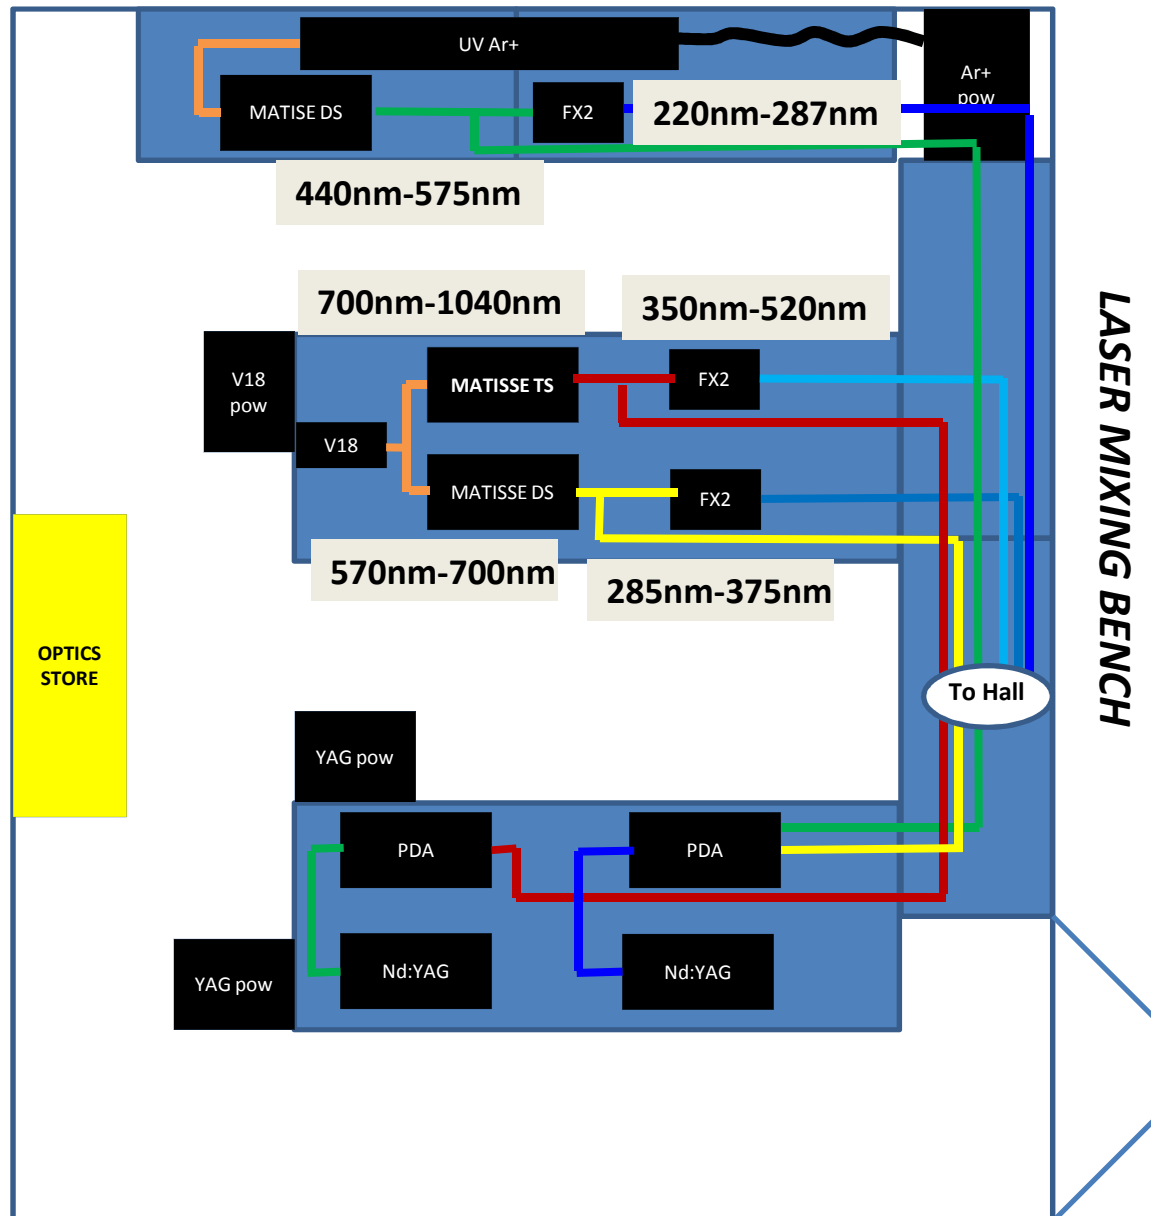 UV Ar+
Ar+
pow
MATISE DS
FX2
220nm-287nm
440nm-575nm
700nm-1040nm
350nm-520nm
V18
pow
MATISSE TS
FX2
V18
MATISSE DS
FX2
570nm-700nm
285nm-375nm
LASER MIXING BENCH
OPTICS
STORE
To Hall
YAG pow
PDA
PDA
YAG pow
Nd:YAG
Nd:YAG